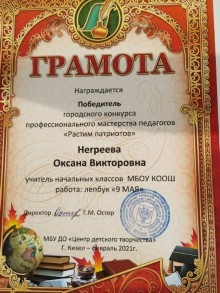 ГРАМОТА
Награждается
Победитель
городского конкурса
профессионального мастерства педагогов
«Растим патриотов»
Негреева
Оксана Викторовна
учитель начальных классов МБОУ КООШ
работа: лепбук «9 МАЯ»
Директор Т.М. Остер
МБУ ДО «Центр детского творчества»
Г. Кизел – февраль 2021г.